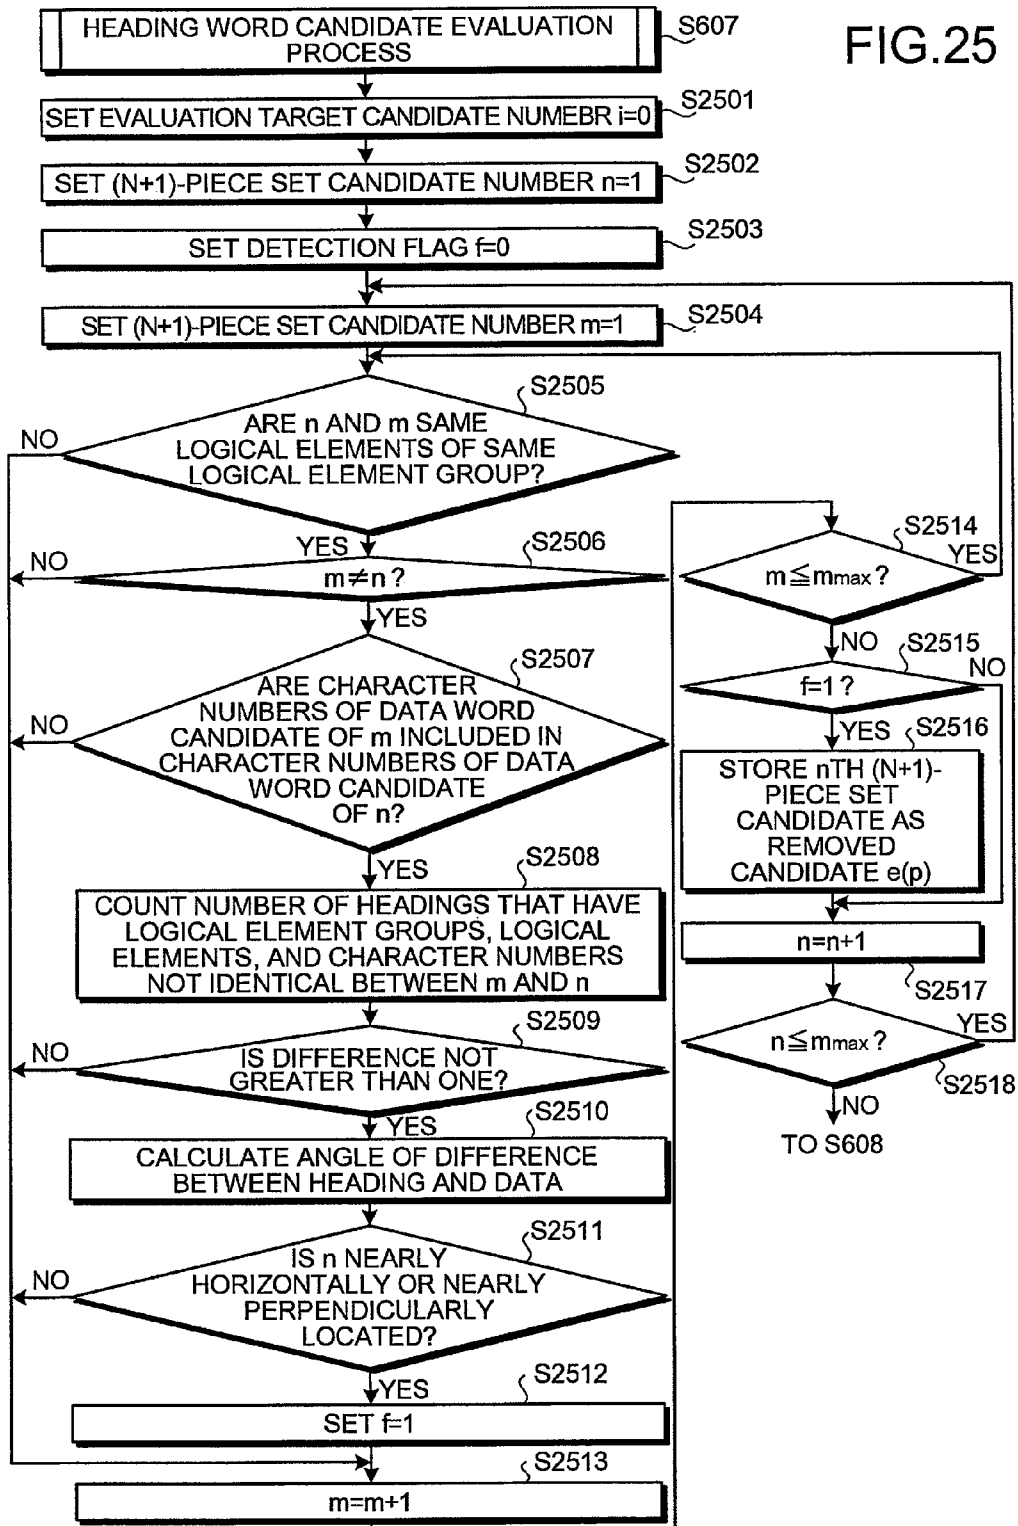 FIG.25
HEADING WORD CANDIDATE EVALUATION
PROCESS
S607
SET EVALUATION TARGET CANDIDATE NUMEBR i=0
S2501
SET (N+1)-PIECE SET CANDIDATE NUMBER n=1
S2502
SET DETECTION FLAG f=0
S2503
SET (N+1)-PIECE SET CANDIDATE NUMBER m=1
S2504
S2505
ARE n AND m SAME
LOGICAL ELEMENTS OF SAME
LOGICAL ELEMENT GROUP?
NO
YES
S2506
m≠n ?
NO
YES
S2507
ARE CHARACTER
NUMBERS OF DATA WORD
CANDIDATE OF m INCLUDED IN
CHARACTER NUMBERS OF DATA
WORD CANDIDATE
OF n?
NO
YES
S2508
COUNT NUMBER OF HEADINGS THAT HAVE
LOGICAL ELEMENT GROUPS, LOGICAL
ELEMENTS, AND CHARACTER NUMBERS
NOT IDENTICAL BETWEEN m AND n
S2509
IS DIFFERENCE NOT
GREATER THAN ONE?
NO
YES
S2510
CALCULATE ANGLE OF DIFFERENCE
BETWEEN HEADING AND DATA
S2511
IS n NEARLY
HORIZONTALLY OR NEARLY
PERPENDICULARLY
LOCATED?
NO
YES
S2512
SET f=1
S2513
m=m+1
S2514
m≦mmax ?
YES
NO
S2515
f=1 ?
NO
YES
S2516
STORE nTH (N+1)-
PIECE SET
CANDIDATE AS
REMOVED
CANDIDATE e(p)
n=n+1
S2517
n≦mmax ?
YES
S2518
NO
TO S608